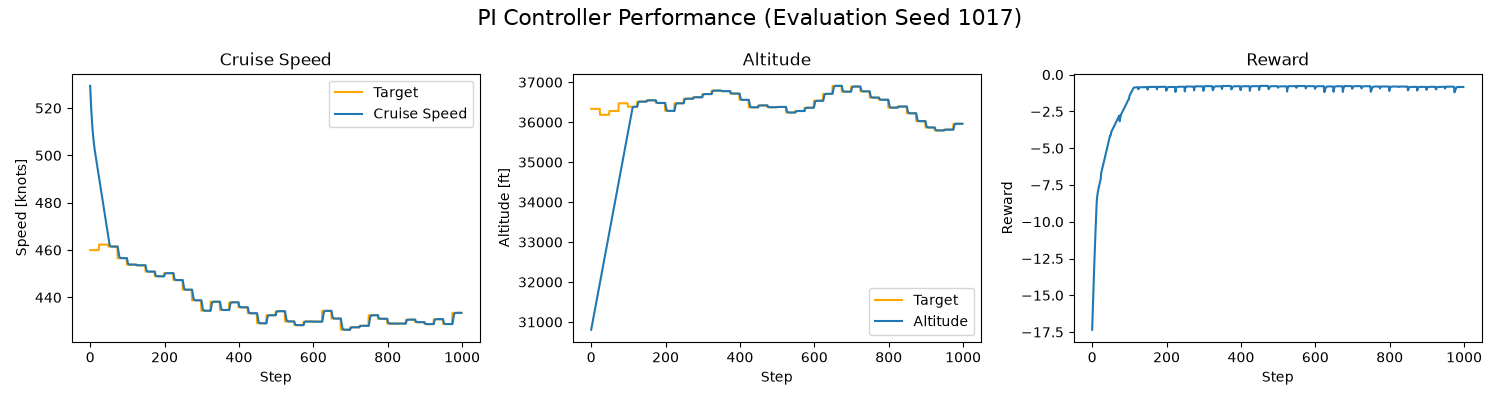 PI Controller Performance (Evaluation Seed 1017)
Cruise Speed
Speed [knots]
520
500
480
460
440
0
200
400
600
800
1000
Step
Target
Cruise Speed
Altitude
Altitude [ft]
37000
36000
35000
34000
33000
32000
31000
0
200
400
600
800
1000
Step
Target
Altitude
Reward
Reward
0.0
−2.5
−5.0
−7.5
−10.0
−12.5
−15.0
−17.5
0
200
400
600
800
1000
Step